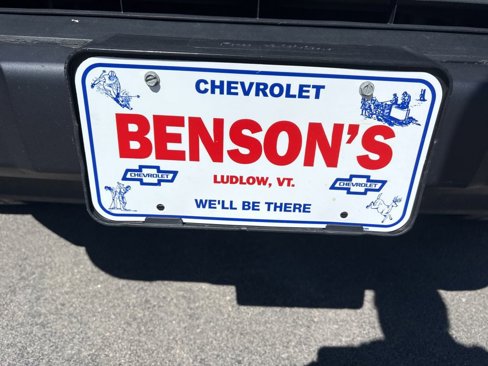 CHEVROLET
BENSON'S
LUDLOW, VT.
CHEVROLET
CHEVROLET
WE'LL BE THERE